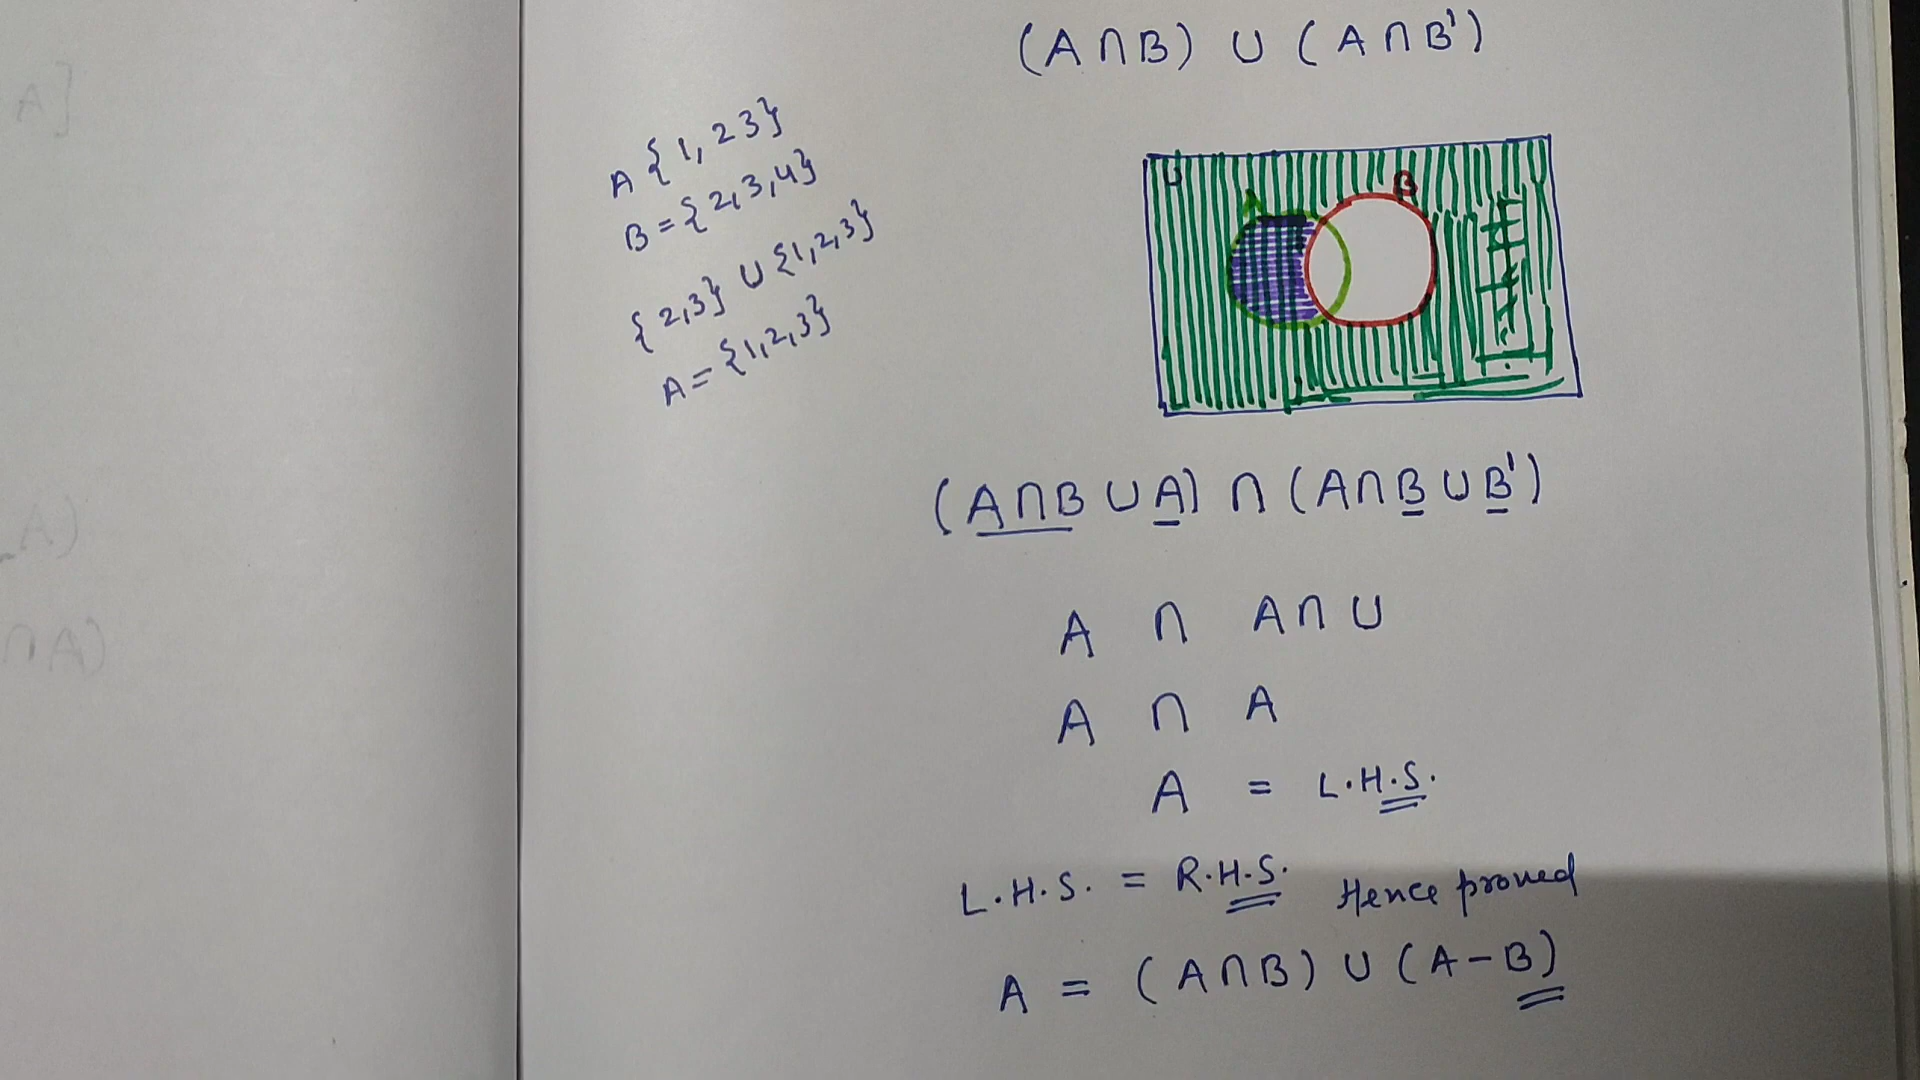 (A∩B) ∪ (A∩B')
A {1, 2 3}
B = {2, 3, 4}
{2,3} ∪ {1,2,3}
A = {1,2,3}
U
A
B
(A∩B ∪ A) ∩ (A∩B ∪ B')
A ∩ A∩U
A ∩ A
A = L.H.S.
L.H.S. = R.H.S. Hence proved
A = (A∩B) ∪ (A-B)